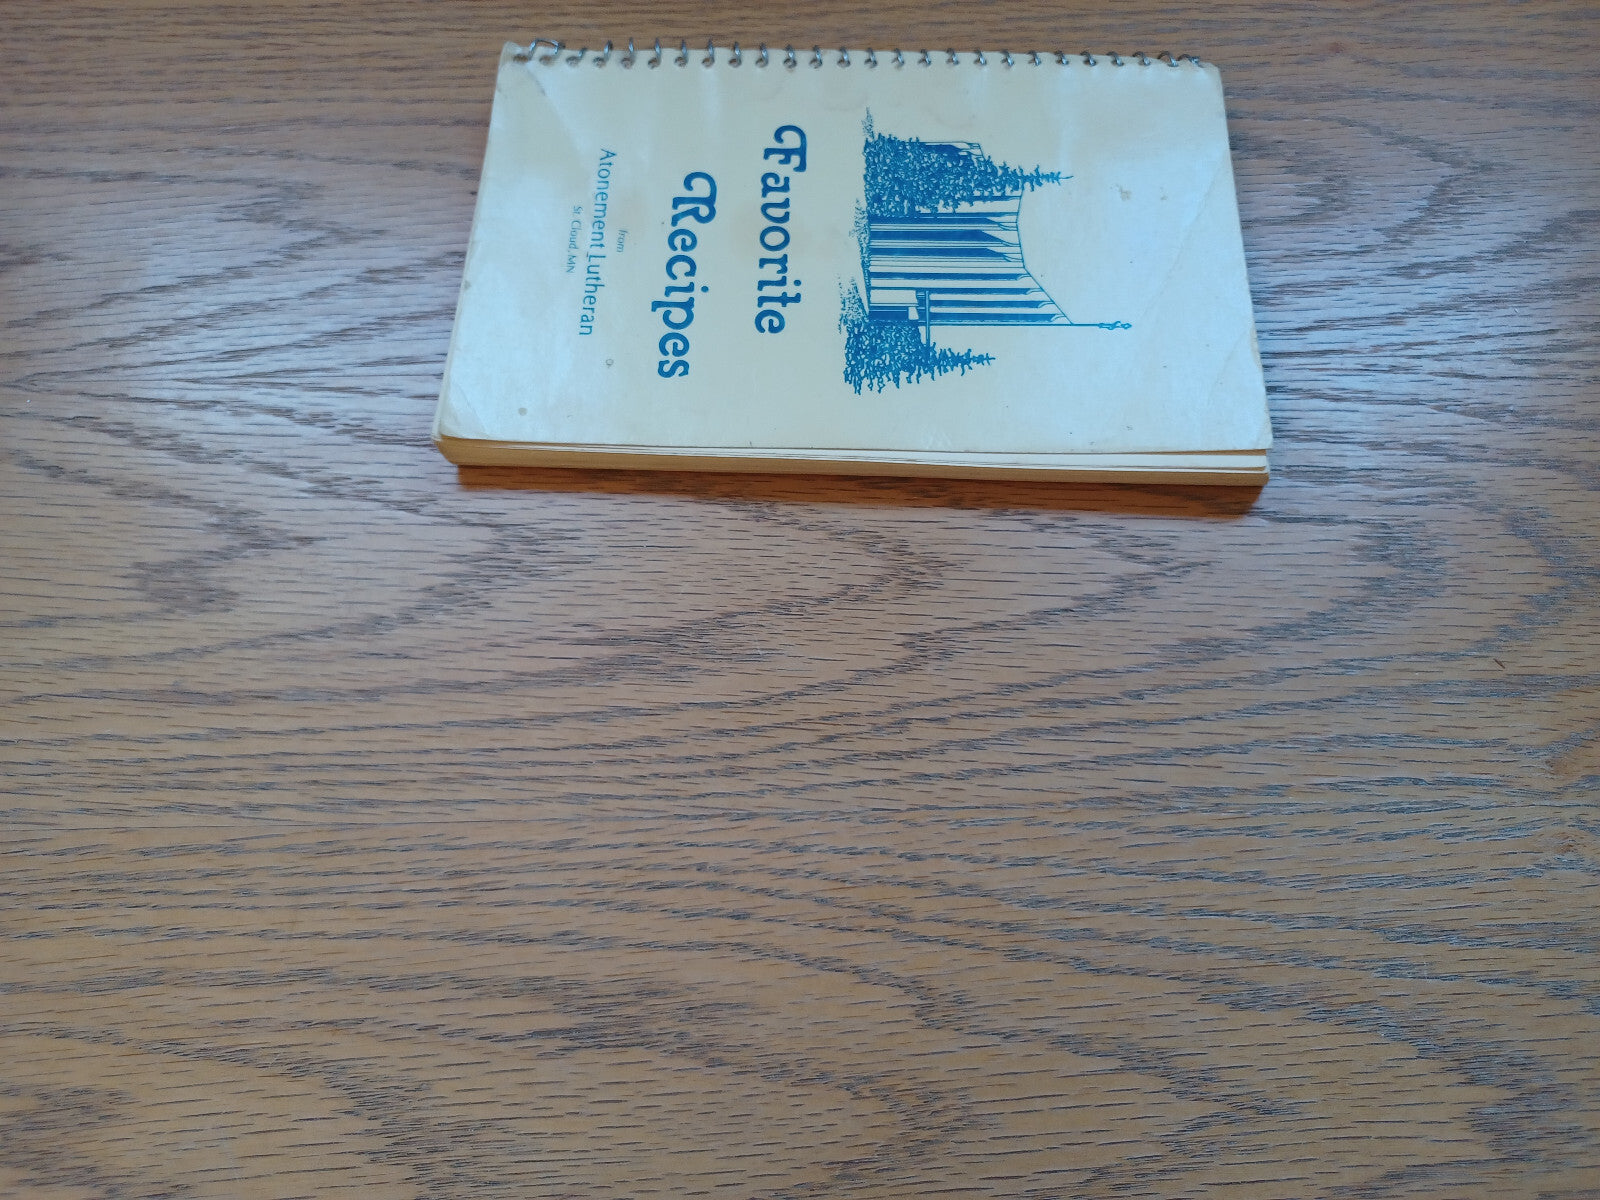 Favorite
Recipes
from
Atonement Lutheran
St. Cloud, MN